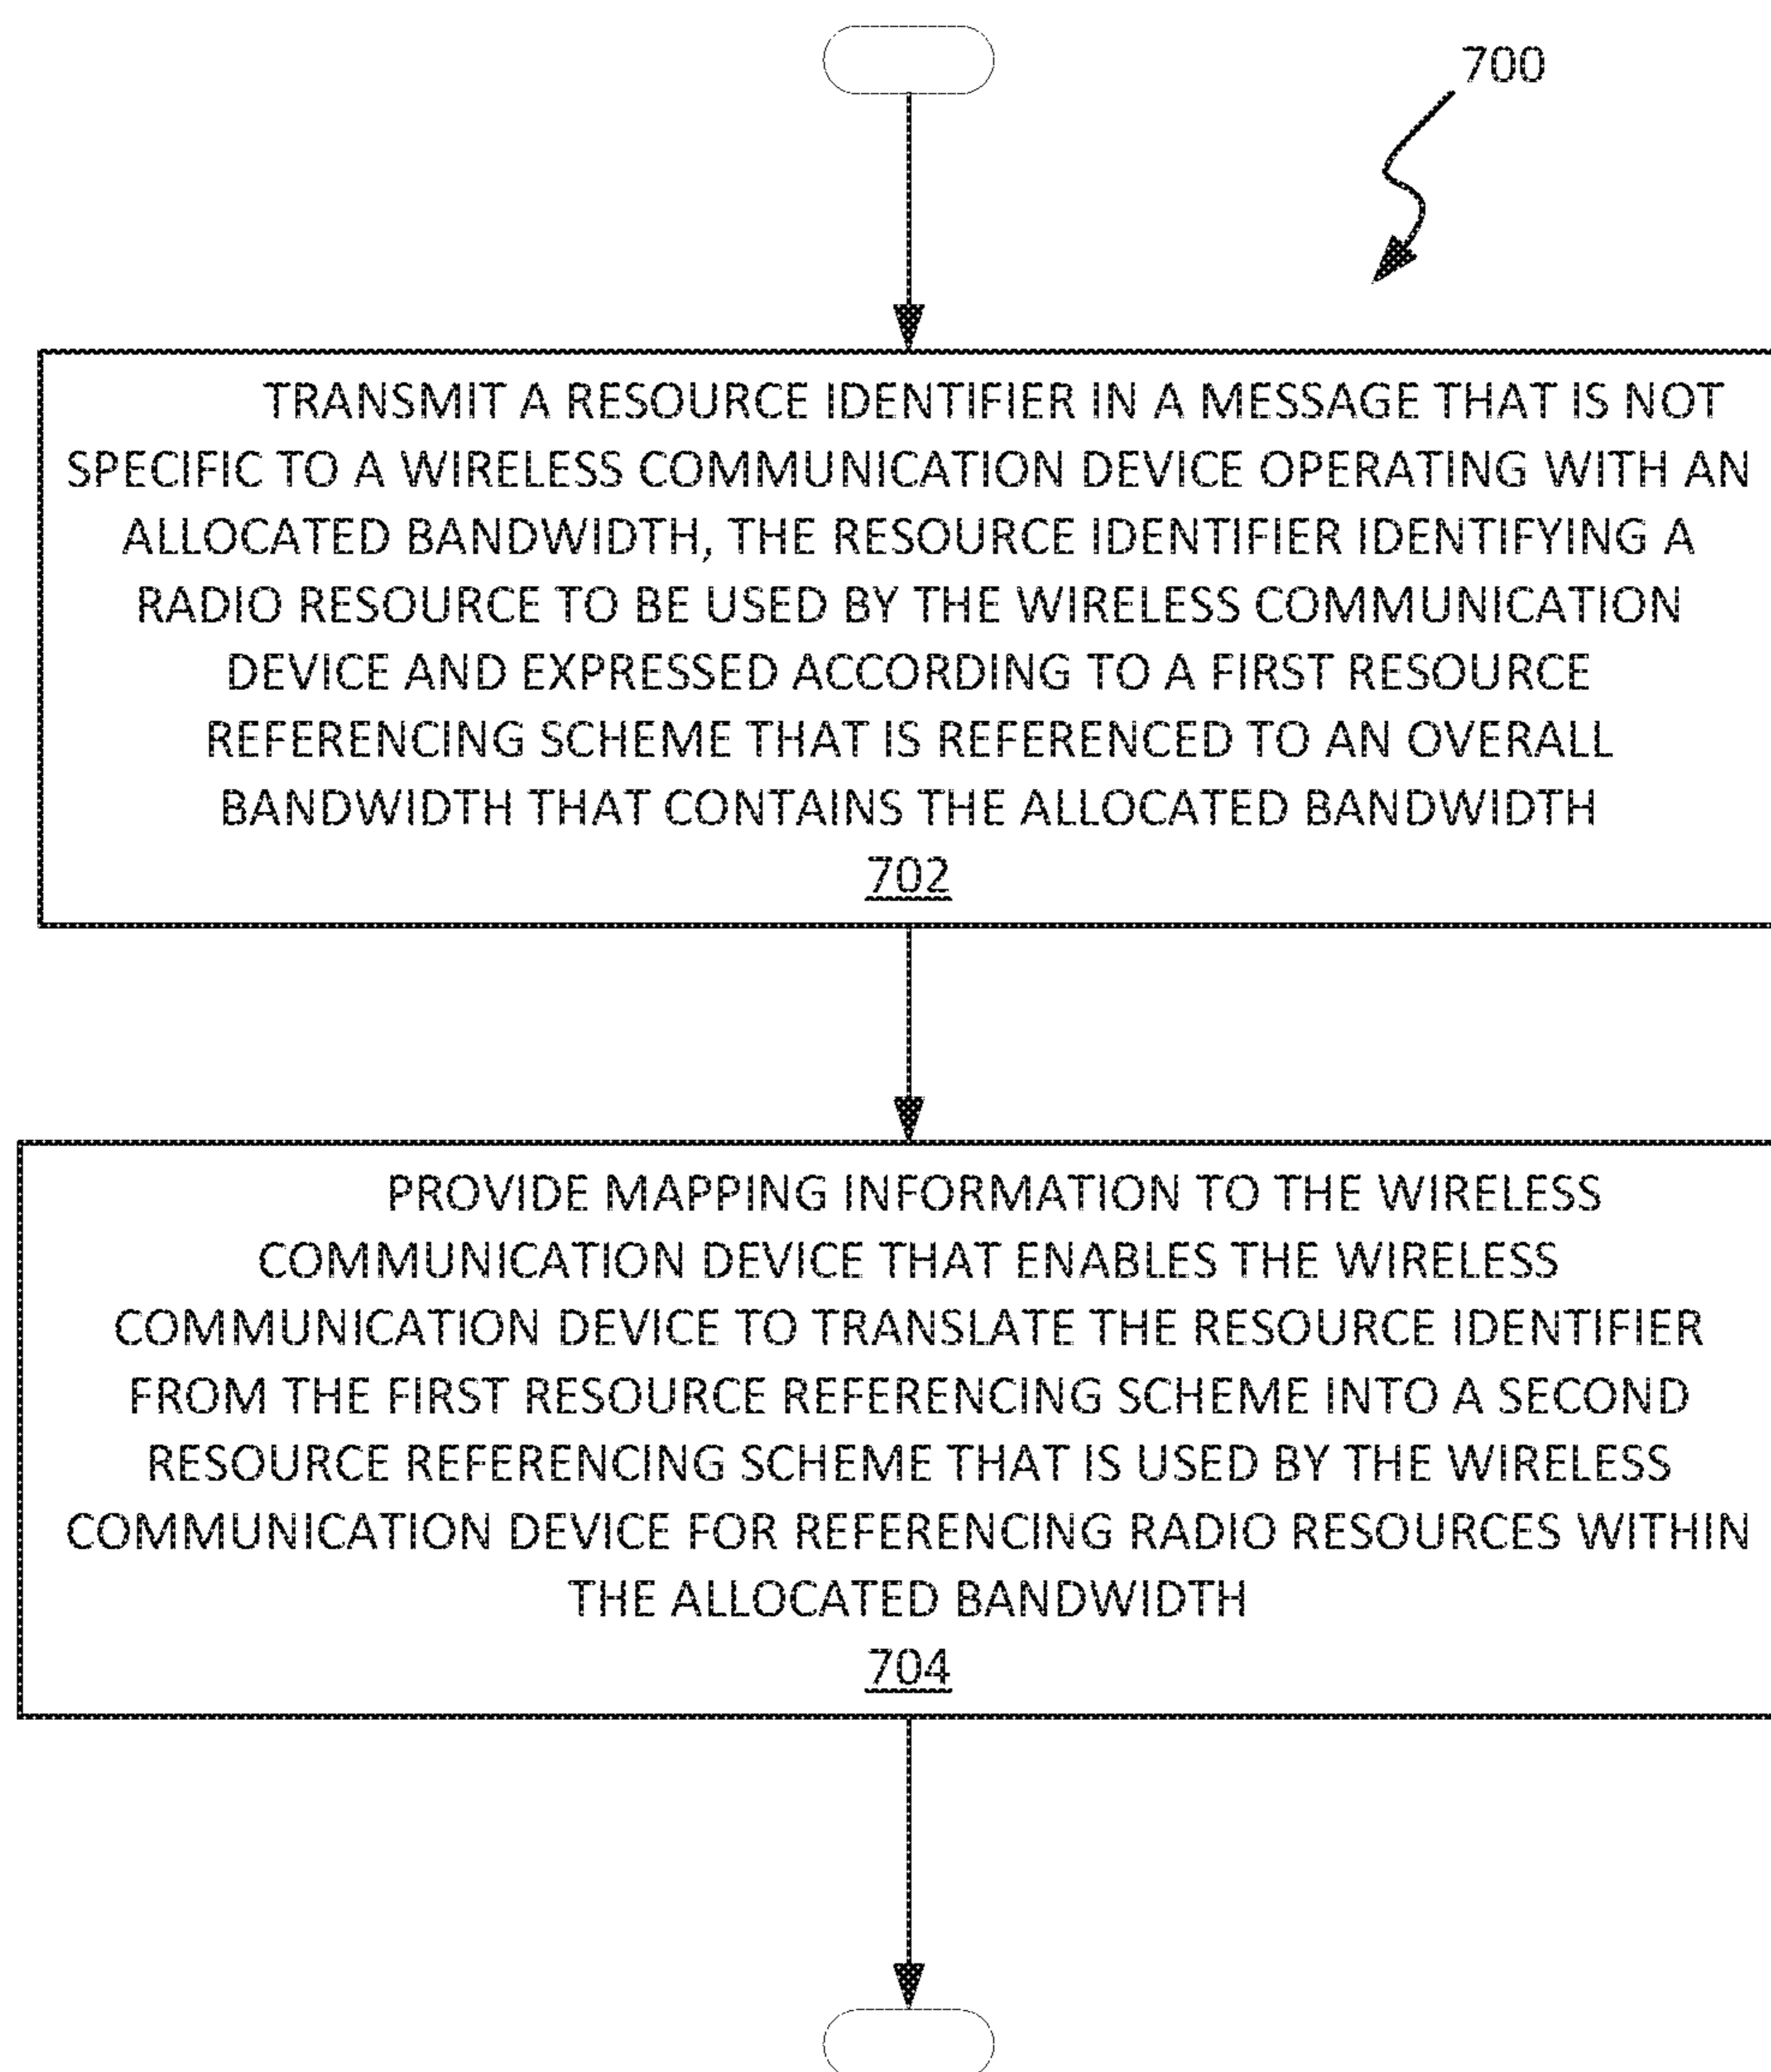 700
TRANSMIT A RESOURCE IDENTIFIER IN A MESSAGE THAT IS NOT
SPECIFIC TO A WIRELESS COMMUNICATION DEVICE OPERATING WITH AN
ALLOCATED BANDWIDTH, THE RESOURCE IDENTIFIER IDENTIFYING A
RADIO RESOURCE TO BE USED BY THE WIRELESS COMMUNICATION
DEVICE AND EXPRESSED ACCORDING TO A FIRST RESOURCE
REFERENCING SCHEME THAT IS REFERENCED TO AN OVERALL
BANDWIDTH THAT CONTAINS THE ALLOCATED BANDWIDTH
702
PROVIDE MAPPING INFORMATION TO THE WIRELESS
COMMUNICATION DEVICE THAT ENABLES THE WIRELESS
COMMUNICATION DEVICE TO TRANSLATE THE RESOURCE IDENTIFIER
FROM THE FIRST RESOURCE REFERENCING SCHEME INTO A SECOND
RESOURCE REFERENCING SCHEME THAT IS USED BY THE WIRELESS
COMMUNICATION DEVICE FOR REFERENCING RADIO RESOURCES WITHIN
THE ALLOCATED BANDWIDTH
704